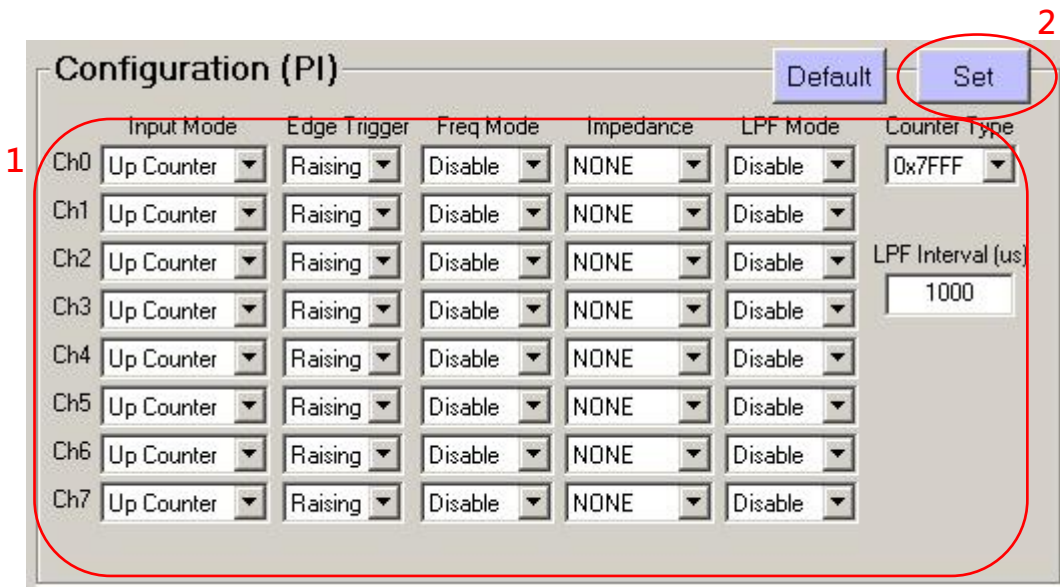 2
Configuration (PI) Default Set
Input Mode Edge Trigger Freq Mode Impedance LPF Mode Counter Type
1
Ch0 Up Counter Raising Disable NONE Disable 0x7FFF
Ch1 Up Counter Raising Disable NONE Disable
Ch2 Up Counter Raising Disable NONE Disable LPF Interval (us)
Ch3 Up Counter Raising Disable NONE Disable 1000
Ch4 Up Counter Raising Disable NONE Disable
Ch5 Up Counter Raising Disable NONE Disable
Ch6 Up Counter Raising Disable NONE Disable
Ch7 Up Counter Raising Disable NONE Disable